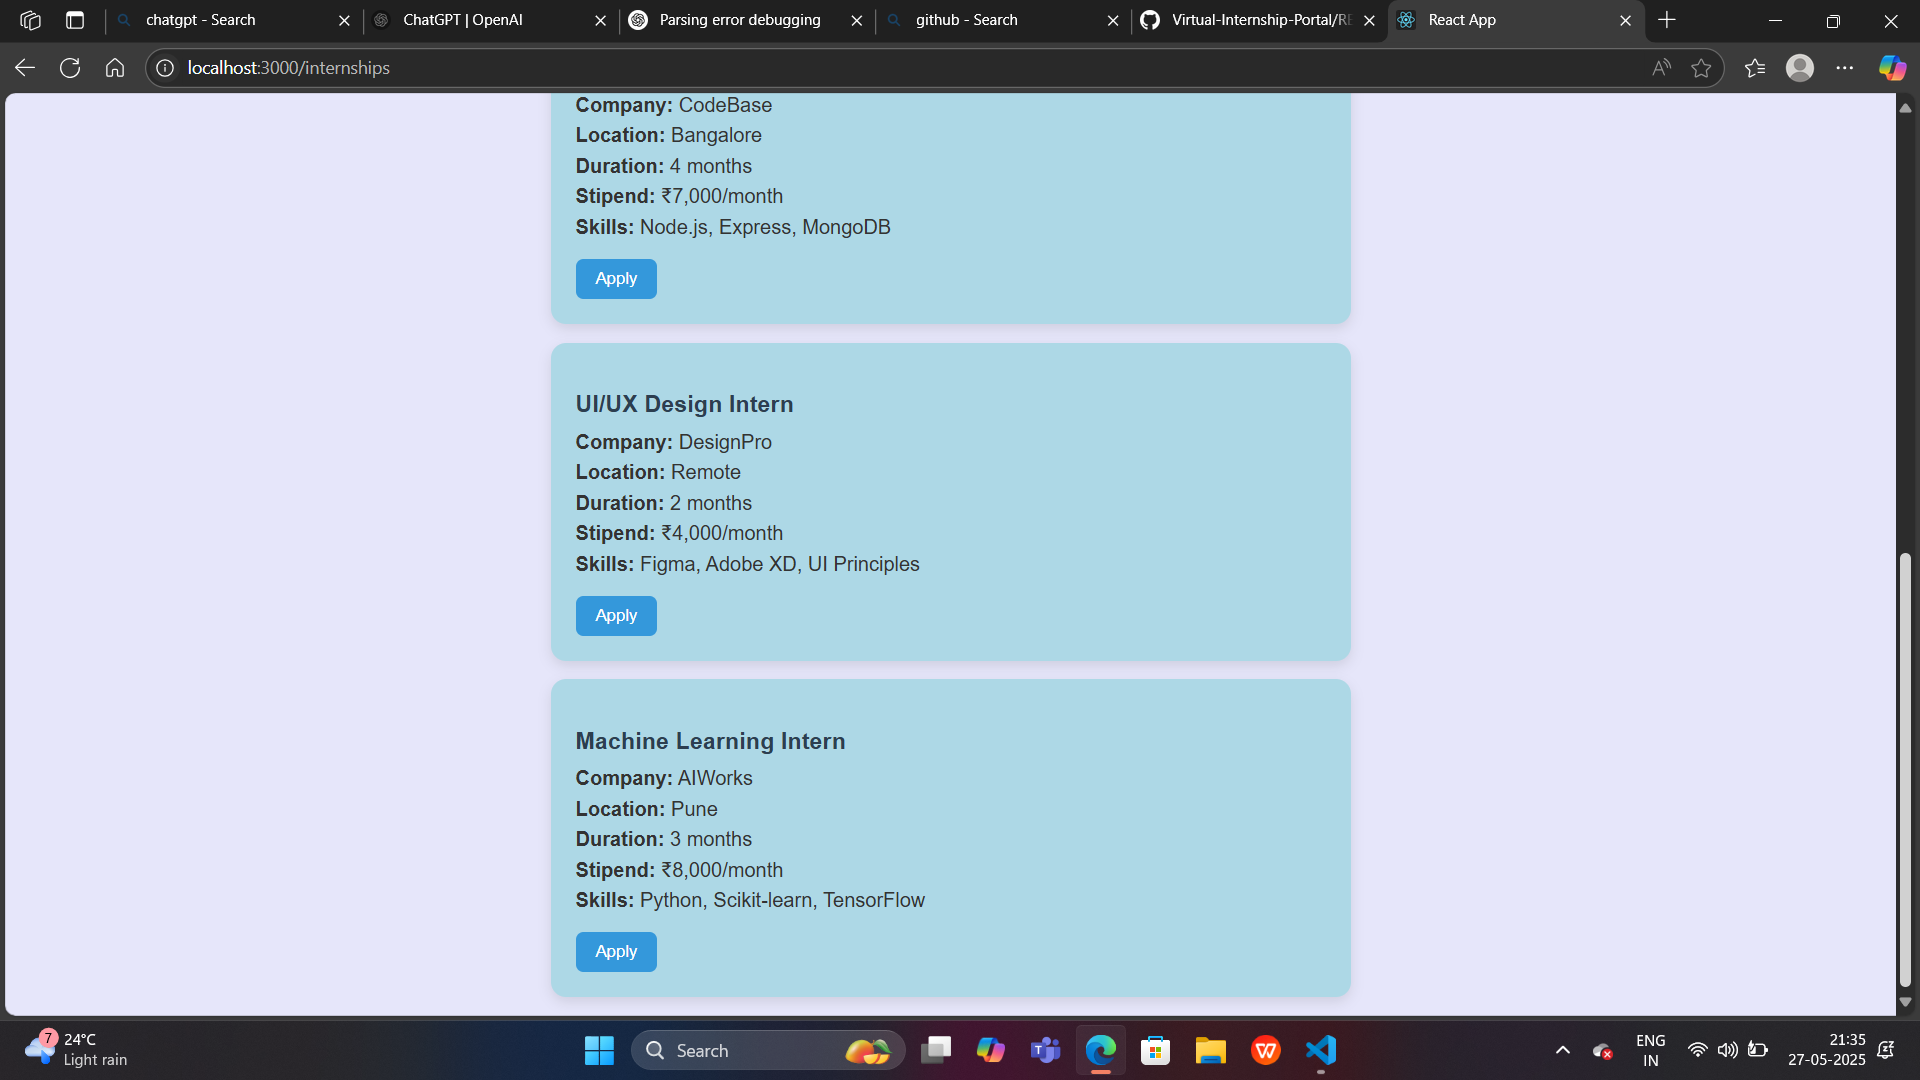 chatgpt - Search
ChatGPT | OpenAI
Parsing error debugging
github - Search
Virtual-Internship-Portal/RE
React App
localhost:3000/internships
Company: CodeBase
Location: Bangalore
Duration: 4 months
Stipend: ₹7,000/month
Skills: Node.js, Express, MongoDB
Apply
UI/UX Design Intern
Company: DesignPro
Location: Remote
Duration: 2 months
Stipend: ₹4,000/month
Skills: Figma, Adobe XD, UI Principles
Apply
Machine Learning Intern
Company: AIWorks
Location: Pune
Duration: 3 months
Stipend: ₹8,000/month
Skills: Python, Scikit-learn, TensorFlow
Apply
7
24°C
Light rain
Search
ENG
IN
21:35
27-05-2025